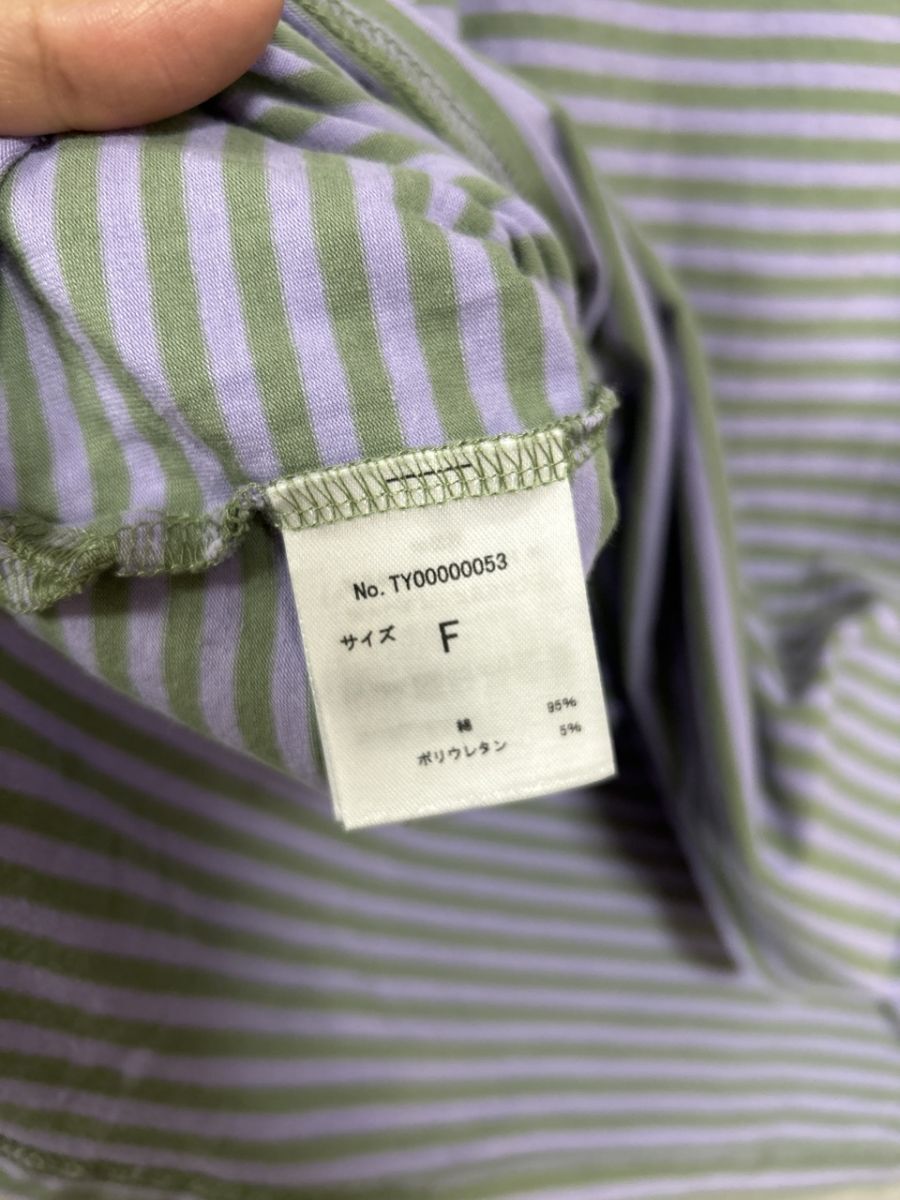 No. TY00000053
サイズ F
綿 95%
ポリウレタン 5%